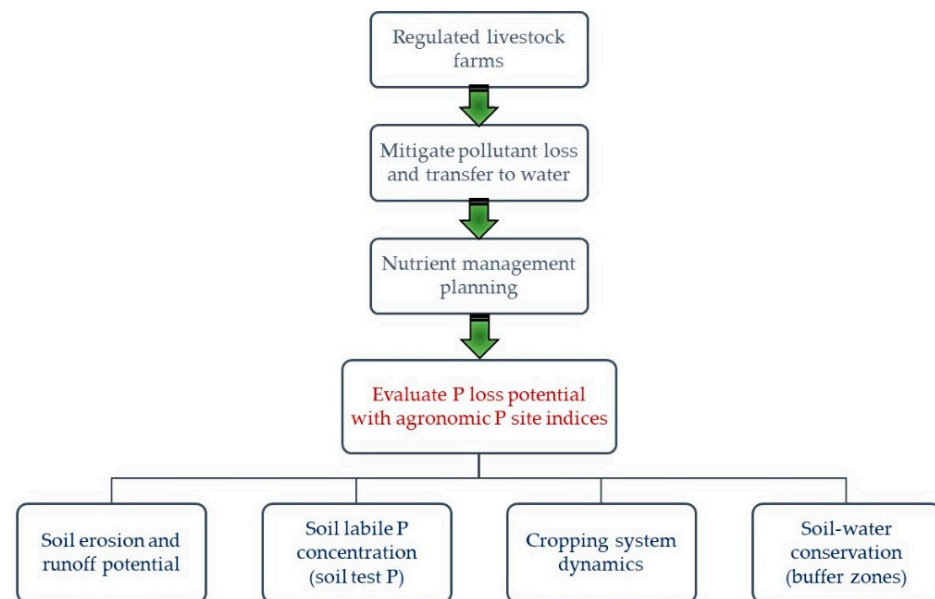 Regulated livestock
farms
Mitigate pollutant loss
and transfer to water
Nutrient management
planning
Evaluate P loss potential
with agronomic P site indices
Soil erosion and
runoff potential
Soil labile P
concentration
(soil test P)
Cropping system
dynamics
Soil-water
conservation
(buffer zones)